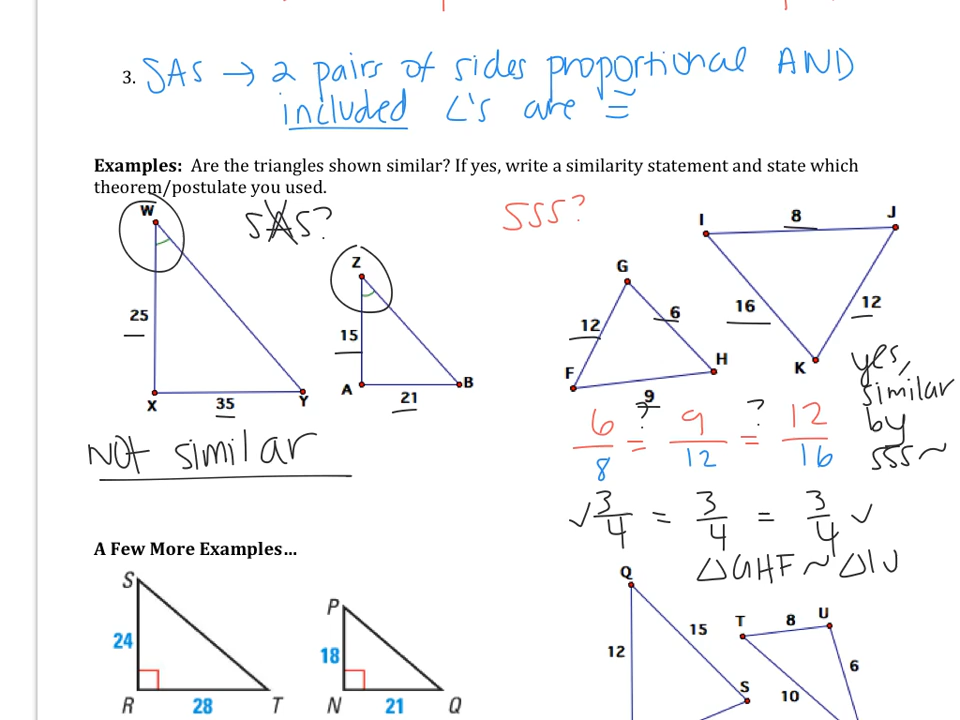 3. SAS → 2 pairs of sides proportional AND
included ∠'s are ≅
Examples: Are the triangles shown similar? If yes, write a similarity statement and state which
theorem/postulate you used.
W
SAS?
Z
25
15
X
35
Y
A
21
B
NOT similar
SSS?
I
8
J
G
12
6
16
12
F
H
K
9
yes,
similar
by
SSS~
6/8 ?= 9/12 ?= 12/16
√ 3/4 = 3/4 = 3/4 ✓
△GHF ~ △IJ
A Few More Examples...
S
24
R
28
T
P
18
N
21
Q
Q
12
15
S
T
8
U
6
10